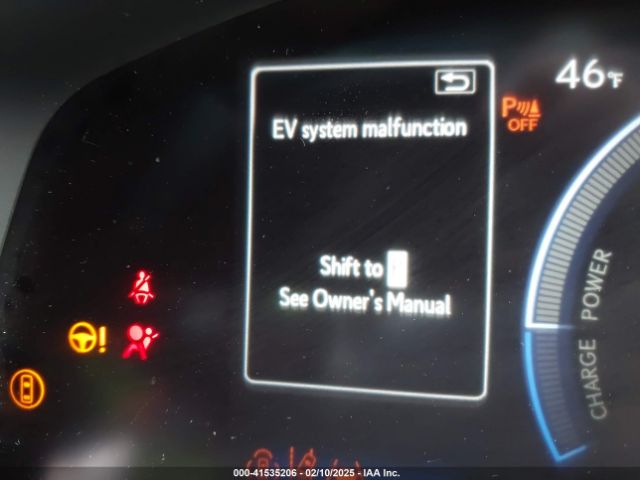 46°F
P
OFF
EV system malfunction
Shift to P
See Owner's Manual
POWER
CHARGE
000-41535206 - 02/10/2025 - IAA Inc.